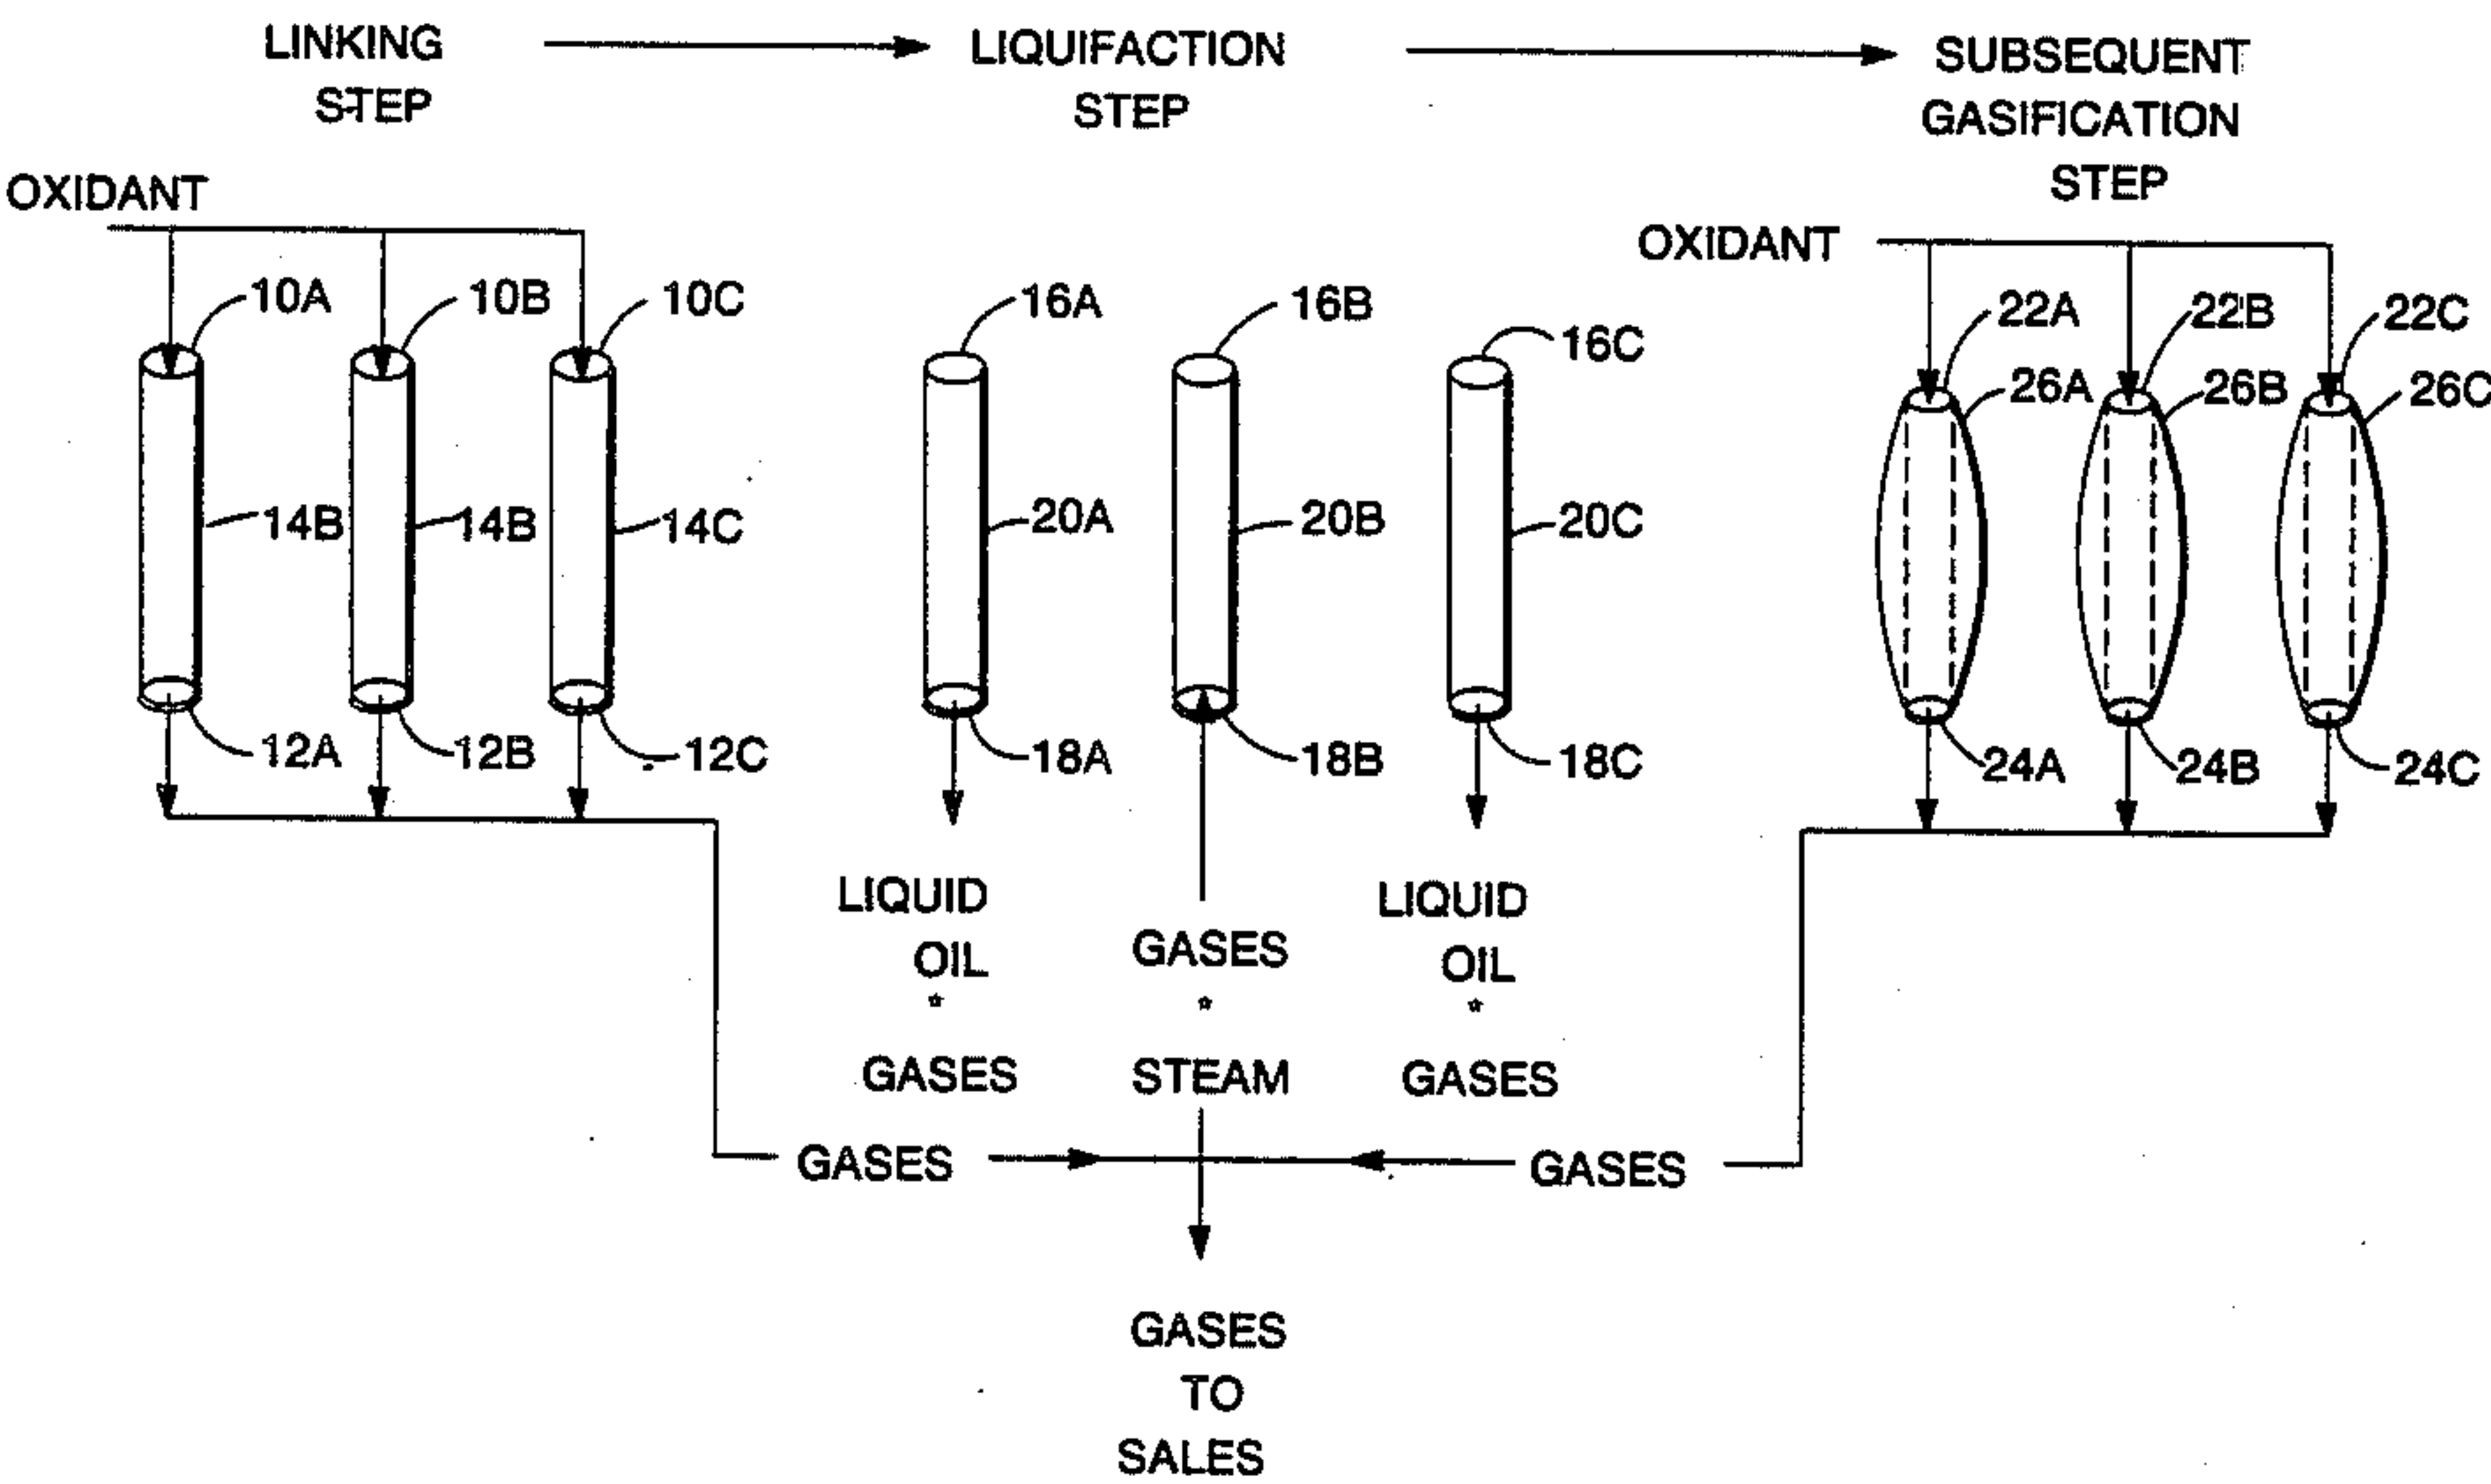 LINKING
STEP
LIQUIFACTION
STEP
SUBSEQUENT
GASIFICATION
STEP
OXIDANT
OXIDANT
10A
10B
10C
16A
16B
16C
22A
22B
22C
26A
26B
26C
14B
14B
14C
20A
20B
20C
12A
12B
12C
18A
18B
18C
24A
24B
24C
LIQUID
OIL
*
GASES
GASES
*
STEAM
LIQUID
OIL
*
GASES
GASES
GASES
GASES
TO
SALES